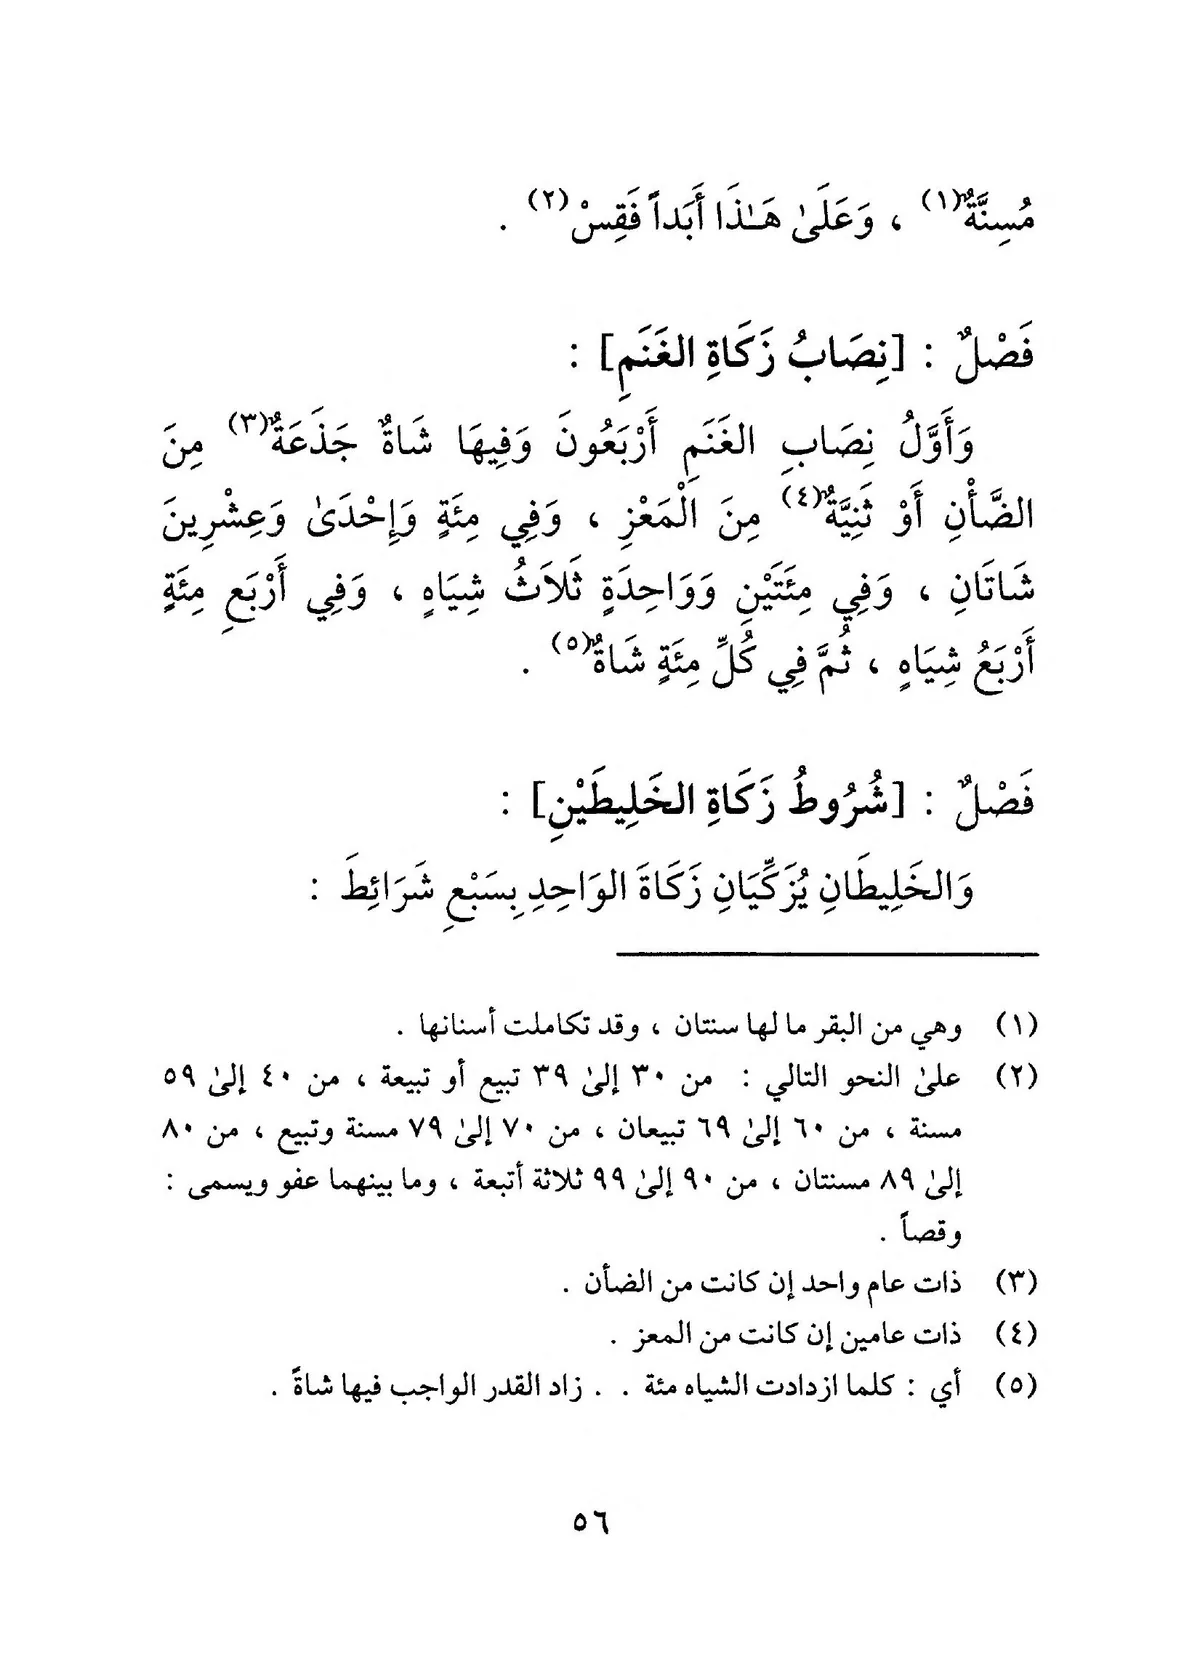 مُسِنَّةٌ(١) ، وَعَلَىٰ هَـٰذَا أَبَداً فَقِسْ(٢) .
فَصْلٌ : [نِصَابُ زَكَاةِ الغَنَمِ] :
وَأَوَّلُ نِصَابِ الغَنَمِ أَرْبَعُونَ وَفِيهَا شَاةٌ جَذَعَةٌ(٣) مِنَ
الضَّأْنِ أَوْ ثَنِيَّةٌ(٤) مِنَ الْمَعْزِ ، وَفِي مِئَةٍ وَإِحْدَىٰ وَعِشْرِينَ
شَاتَانِ ، وَفِي مِئَتَيْنِ وَوَاحِدَةٍ ثَلاَثُ شِيَاهٍ ، وَفِي أَرْبَعِ مِئَةٍ
أَرْبَعُ شِيَاهٍ ، ثُمَّ فِي كُلِّ مِئَةٍ شَاةٌ(٥) .
فَصْلٌ : [شُرُوطُ زَكَاةِ الخَلِيطَيْنِ] :
وَالخَلِيطَانِ يُزَكِّيَانِ زَكَاةَ الوَاحِدِ بِسَبْعِ شَرَائِطَ :
(١) وهي من البقر ما لها سنتان ، وقد تكاملت أسنانها .
(٢) علىٰ النحو التالي : من ٣٠ إلىٰ ٣٩ تبيع أو تبيعة ، من ٤٠ إلىٰ ٥٩
مسنة ، من ٦٠ إلىٰ ٦٩ تبيعان ، من ٧٠ إلىٰ ٧٩ مسنة وتبيع ، من ٨٠
إلىٰ ٨٩ مسنتان ، من ٩٠ إلىٰ ٩٩ ثلاثة أتبعة ، وما بينهما عفو ويسمى :
وقصاً .
(٣) ذات عام واحد إن كانت من الضأن .
(٤) ذات عامين إن كانت من المعز .
(٥) أي : كلما ازدادت الشياه مئة . . زاد القدر الواجب فيها شاةً .
٥٦